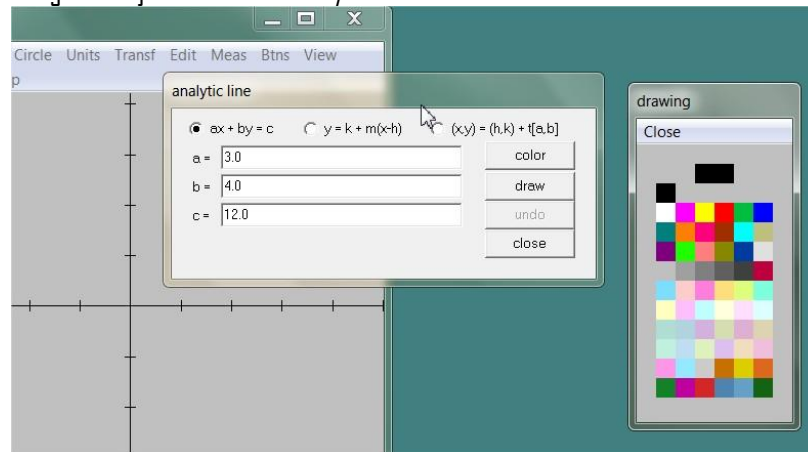 Circle Units Transf Edit Meas Btns View
p
analytic line
ax + by = c
y = k + m(x-h)
(x,y) = (h,k) + t[a,b]
a = 3.0
b = 4.0
c = 12.0
color
draw
undo
close
drawing
Close